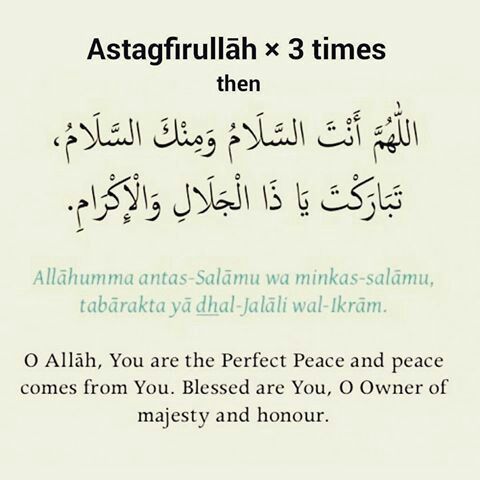 Astagfirullāh × 3 times
then
اللّٰهُمَّ أَنْتَ السَّلَامُ وَمِنْكَ السَّلَامُ،
تَبَارَكْتَ يَا ذَا الْجَلَالِ وَالْإِكْرَامِ.
Allāhumma antas-Salāmu wa minkas-salāmu,
tabārakta yā dhal-Jalāli wal-Ikrām.
O Allāh, You are the Perfect Peace and peace
comes from You. Blessed are You, O Owner of
majesty and honour.